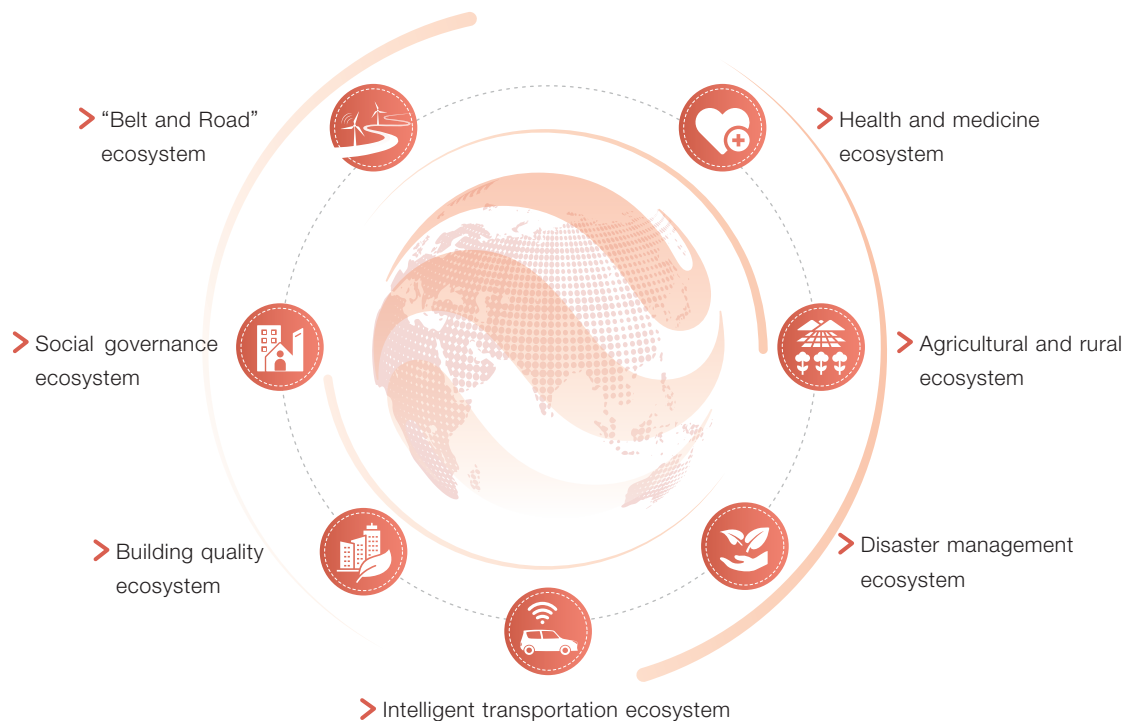 “Belt and Road”
ecosystem
Health and medicine
ecosystem
Social governance
ecosystem
Agricultural and rural
ecosystem
Building quality
ecosystem
Disaster management
ecosystem
Intelligent transportation ecosystem